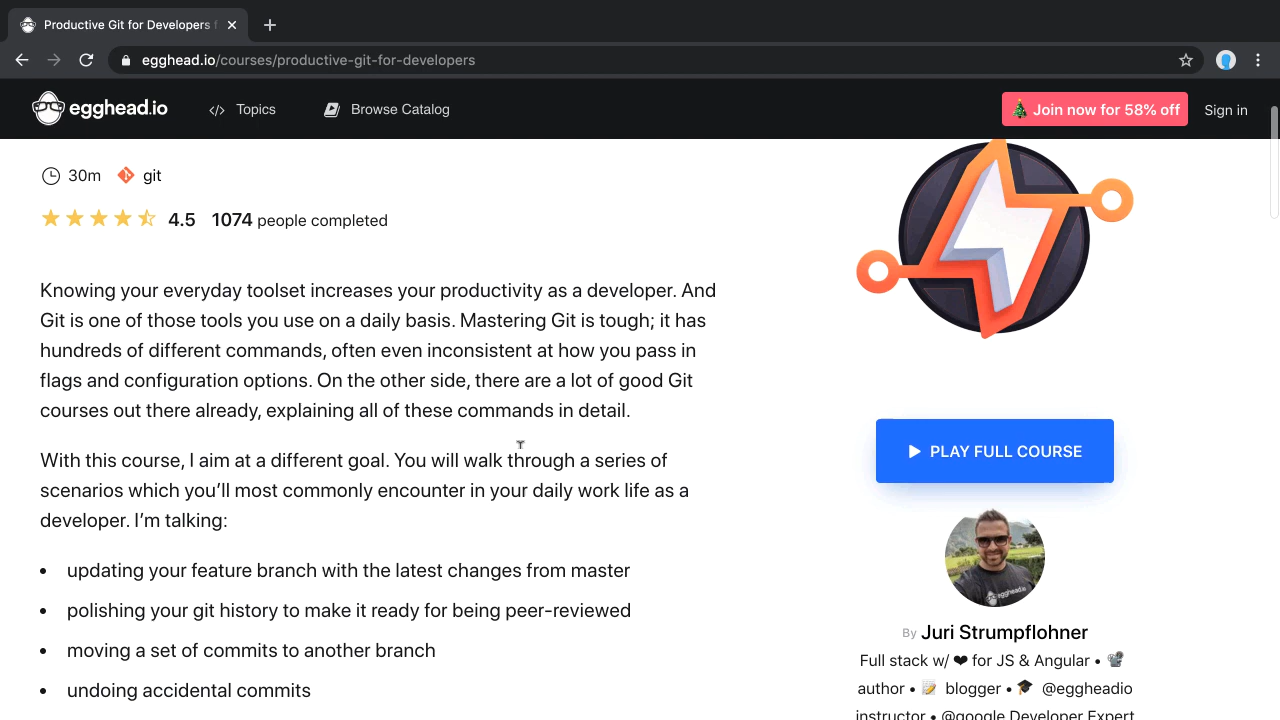 Productive Git for Developers f
egghead.io/courses/productive-git-for-developers
egghead.io
</> Topics
Browse Catalog
Join now for 58% off
Sign in
30m
git
4.5 1074 people completed
Knowing your everyday toolset increases your productivity as a developer. And
Git is one of those tools you use on a daily basis. Mastering Git is tough; it has
hundreds of different commands, often even inconsistent at how you pass in
flags and configuration options. On the other side, there are a lot of good Git
courses out there already, explaining all of these commands in detail.
With this course, I aim at a different goal. You will walk through a series of
scenarios which you’ll most commonly encounter in your daily work life as a
developer. I’m talking:
• updating your feature branch with the latest changes from master
• polishing your git history to make it ready for being peer-reviewed
• moving a set of commits to another branch
• undoing accidental commits
PLAY FULL COURSE
egghead.io
By Juri Strumpflohner
Full stack w/ ❤ for JS & Angular • 📽
author • 📝 blogger • 🎓 @eggheadio
instructor • @google Developer Expert